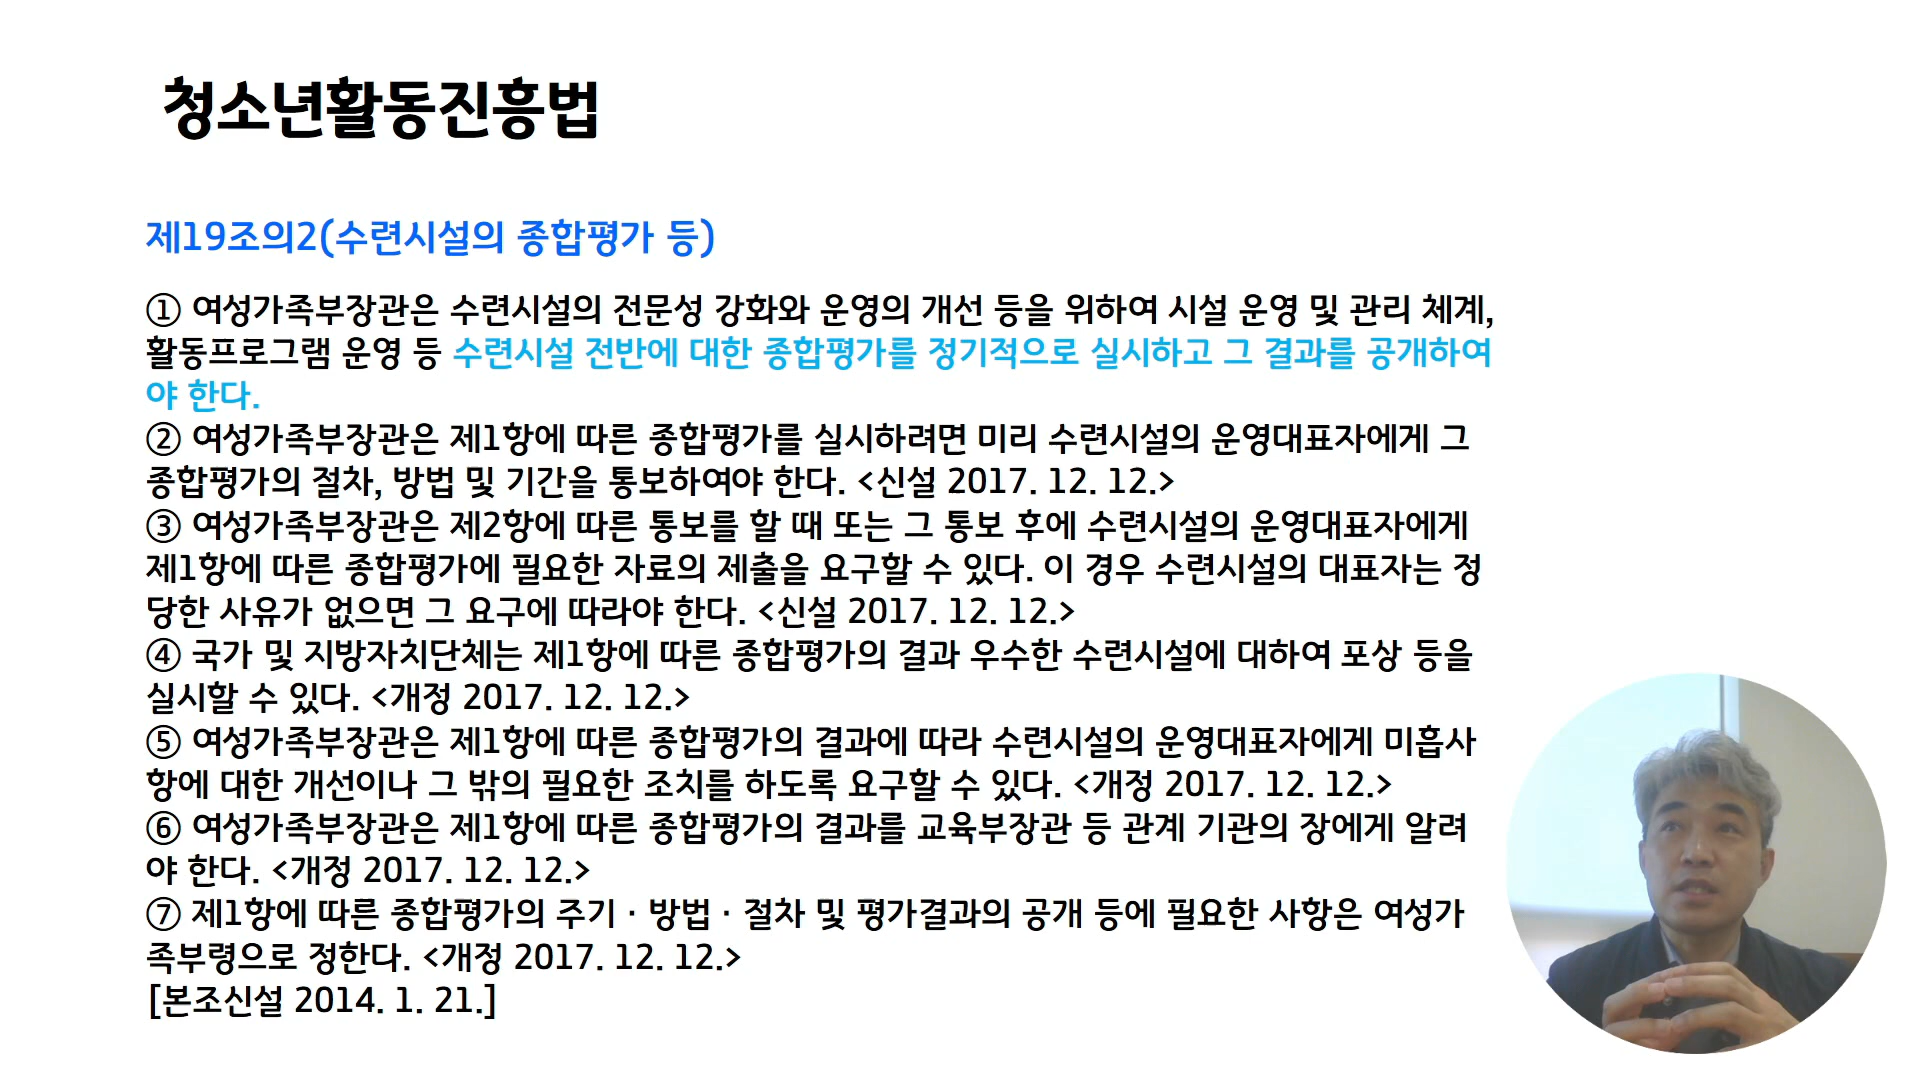 청소년활동진흥법
제19조의2(수련시설의 종합평가 등)
① 여성가족부장관은 수련시설의 전문성 강화와 운영의 개선 등을 위하여 시설 운영 및 관리 체계,
활동프로그램 운영 등 수련시설 전반에 대한 종합평가를 정기적으로 실시하고 그 결과를 공개하여
야 한다.
② 여성가족부장관은 제1항에 따른 종합평가를 실시하려면 미리 수련시설의 운영대표자에게 그
종합평가의 절차, 방법 및 기간을 통보하여야 한다. <신설 2017. 12. 12.>
③ 여성가족부장관은 제2항에 따른 통보를 할 때 또는 그 통보 후에 수련시설의 운영대표자에게
제1항에 따른 종합평가에 필요한 자료의 제출을 요구할 수 있다. 이 경우 수련시설의 대표자는 정
당한 사유가 없으면 그 요구에 따라야 한다. <신설 2017. 12. 12.>
④ 국가 및 지방자치단체는 제1항에 따른 종합평가의 결과 우수한 수련시설에 대하여 포상 등을
실시할 수 있다. <개정 2017. 12. 12.>
⑤ 여성가족부장관은 제1항에 따른 종합평가의 결과에 따라 수련시설의 운영대표자에게 미흡사
항에 대한 개선이나 그 밖의 필요한 조치를 하도록 요구할 수 있다. <개정 2017. 12. 12.>
⑥ 여성가족부장관은 제1항에 따른 종합평가의 결과를 교육부장관 등 관계 기관의 장에게 알려
야 한다. <개정 2017. 12. 12.>
⑦ 제1항에 따른 종합평가의 주기ㆍ방법ㆍ절차 및 평가결과의 공개 등에 필요한 사항은 여성가
족부령으로 정한다. <개정 2017. 12. 12.>
[본조신설 2014. 1. 21.]